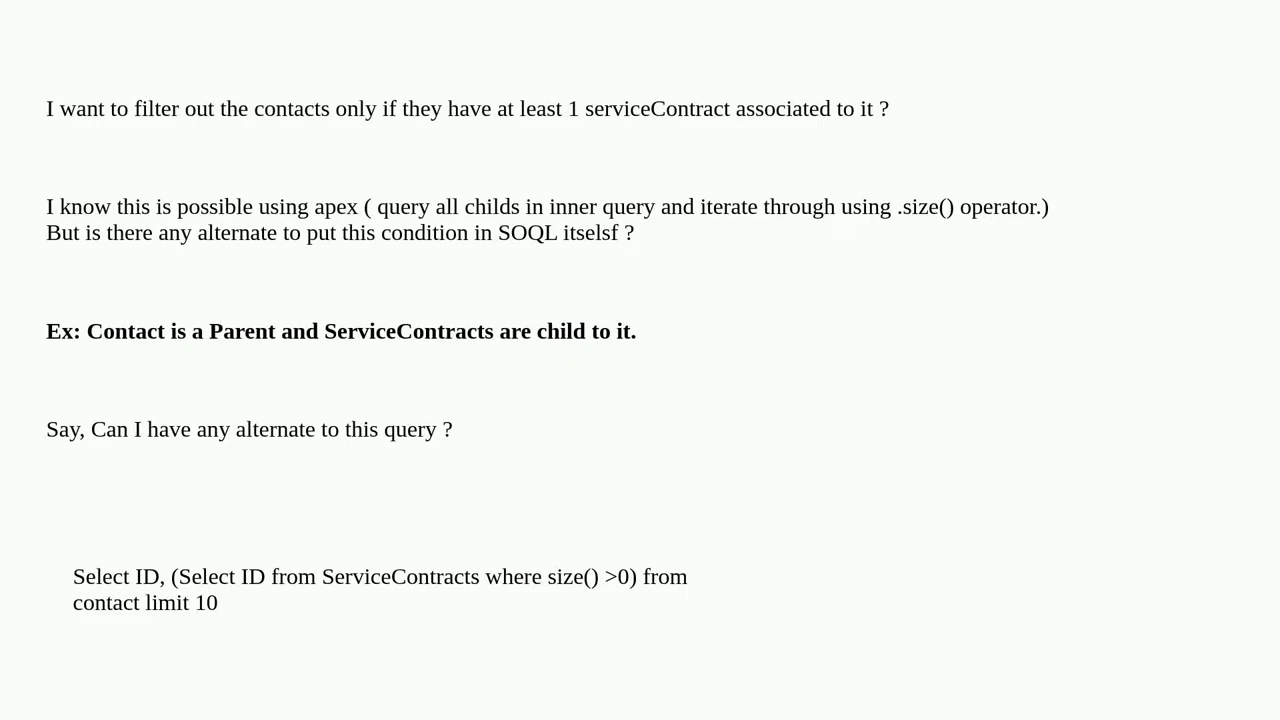 I want to filter out the contacts only if they have at least 1 serviceContract associated to it ?
I know this is possible using apex ( query all childs in inner query and iterate through using .size() operator.)
But is there any alternate to put this condition in SOQL itselsf ?
Ex: Contact is a Parent and ServiceContracts are child to it.
Say, Can I have any alternate to this query ?
Select ID, (Select ID from ServiceContracts where size() >0) from
contact limit 10